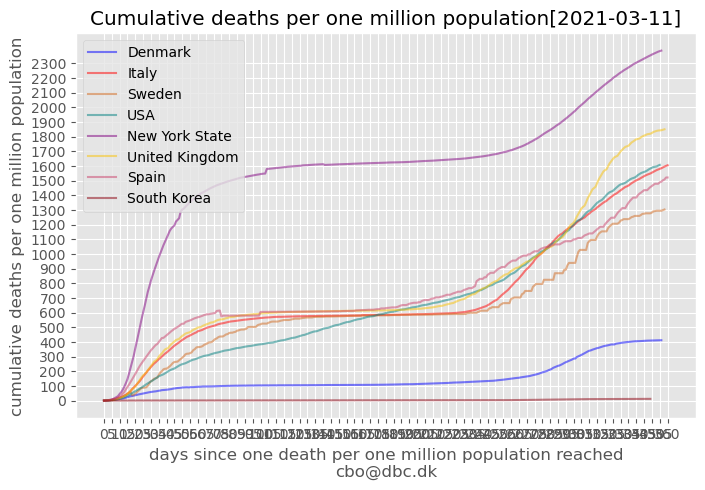 Cumulative deaths per one million population[2021-03-11]
cumulative deaths per one million population
2300
2200
2100
2000
1900
1800
1700
1600
1500
1400
1300
1200
1100
1000
900
800
700
600
500
400
300
200
100
0
Denmark
Italy
Sweden
USA
New York State
United Kingdom
Spain
South Korea
days since one death per one million population reached
cbo@dbc.dk